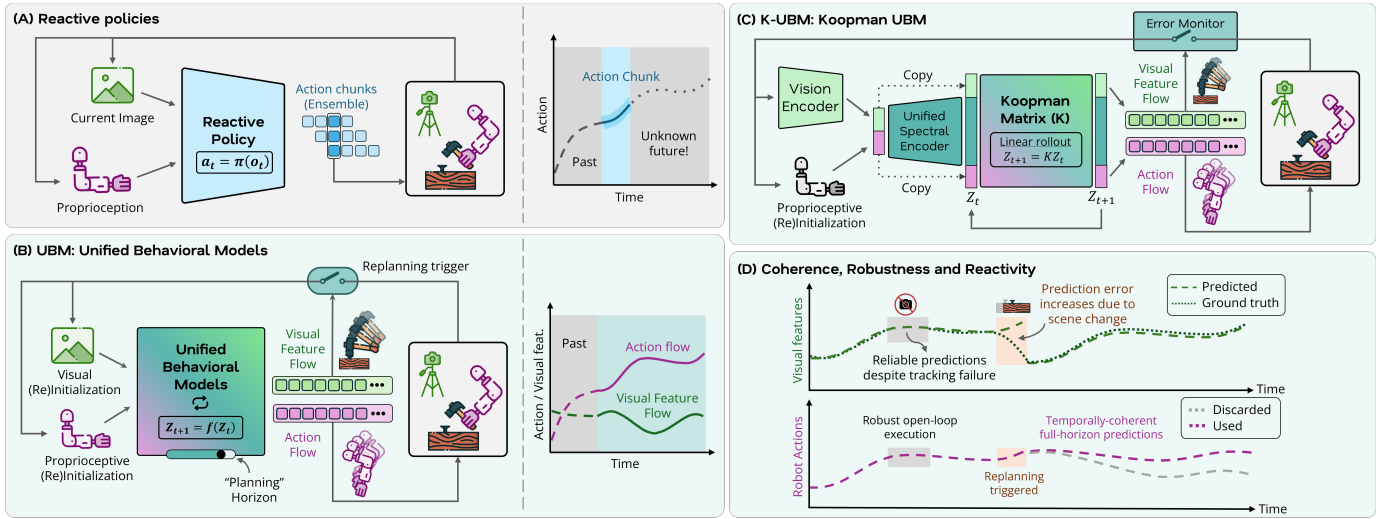 (A) Reactive policies
Current Image
Proprioception
Reactive
Policy
a_t = π(o_t)
Action chunks
(Ensemble)
Action
Action Chunk
Past
Unknown
future!
Time
(B) UBM: Unified Behavioral Models
Replanning trigger
Visual
(Re)Initialization
Proprioceptive
(Re)Initialization
Unified
Behavioral
Models
Z_{t+1} = f(Z_t)
"Planning"
Horizon
Visual
Feature
Flow
Action
Flow
Action / Visual feat.
Past
Action flow
Visual Feature
Flow
Time
(C) K-UBM: Koopman UBM
Error Monitor
Vision
Encoder
Proprioceptive
(Re)Initialization
Copy
Unified
Spectral
Encoder
Copy
Z_t
Koopman
Matrix (K)
Linear rollout
Z_{t+1} = KZ_t
Z_{t+1}
Visual
Feature
Flow
Action
Flow
(D) Coherence, Robustness and Reactivity
Visual features
Reliable predictions
despite tracking failure
Prediction error
increases due to
scene change
Predicted
Ground truth
Time
Robot Actions
Robust open-loop
execution
Replanning
triggered
Temporally-coherent
full-horizon predictions
Discarded
Used
Time